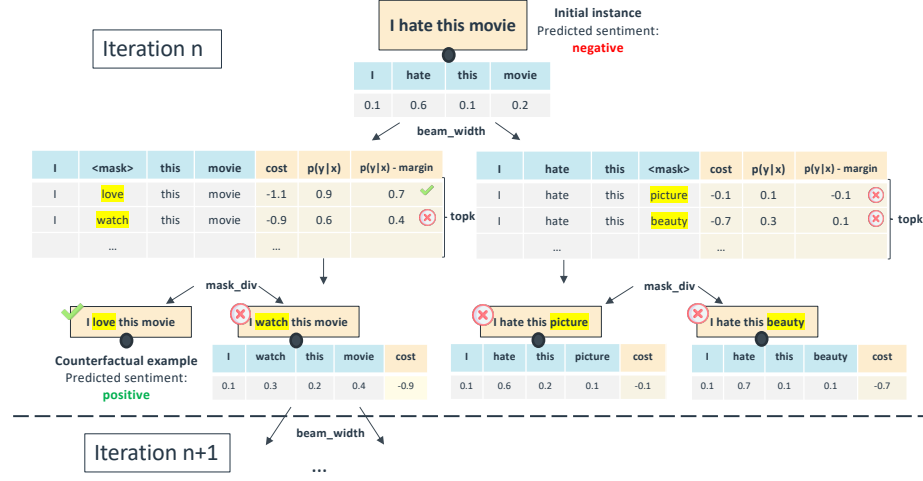 Iteration n
I hate this movie
Initial instance
Predicted sentiment:
negative
I hate this movie
0.1 0.6 0.1 0.2
beam_width
I <mask> this movie cost p(y|x) p(y|x) - margin
I love this movie -1.1 0.9 0.7
I watch this movie -0.9 0.6 0.4
...
topk
I hate this <mask> cost p(y|x) p(y|x) - margin
I hate this picture -0.1 0.1 -0.1
I hate this beauty -0.7 0.3 0.1
... ...
topk
mask_div
mask_div
I love this movie
I watch this movie
I hate this picture
I hate this beauty
Counterfactual example
Predicted sentiment:
positive
I watch this movie cost
0.1 0.3 0.2 0.4 -0.9
I hate this picture cost
0.1 0.6 0.2 0.1 -0.1
I hate this beauty cost
0.1 0.7 0.1 0.1 -0.7
beam_width
Iteration n+1
...